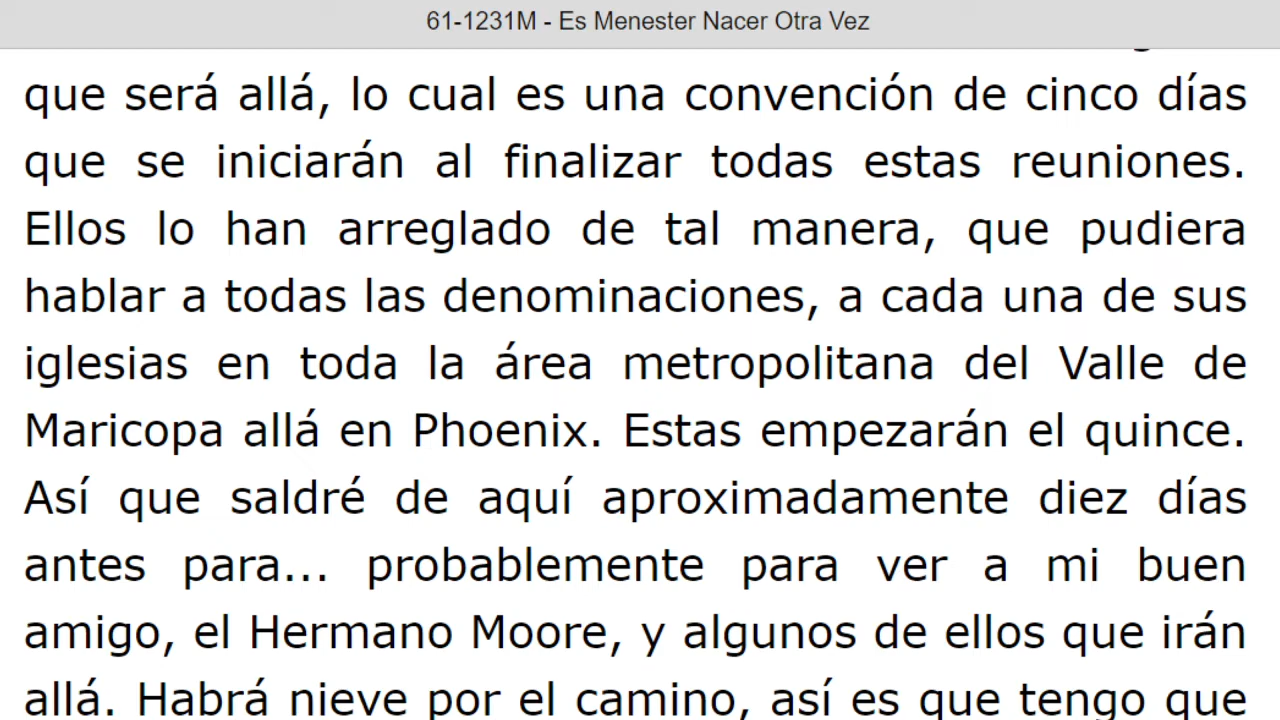 61-1231M - Es Menester Nacer Otra Vez
que será allá, lo cual es una convención de cinco días
que se iniciarán al finalizar todas estas reuniones.
Ellos lo han arreglado de tal manera, que pudiera
hablar a todas las denominaciones, a cada una de sus
iglesias en toda la área metropolitana del Valle de
Maricopa allá en Phoenix. Estas empezarán el quince.
Así que saldré de aquí aproximadamente diez días
antes para... probablemente para ver a mi buen
amigo, el Hermano Moore, y algunos de ellos que irán
allá. Habrá nieve por el camino, así es que tengo que